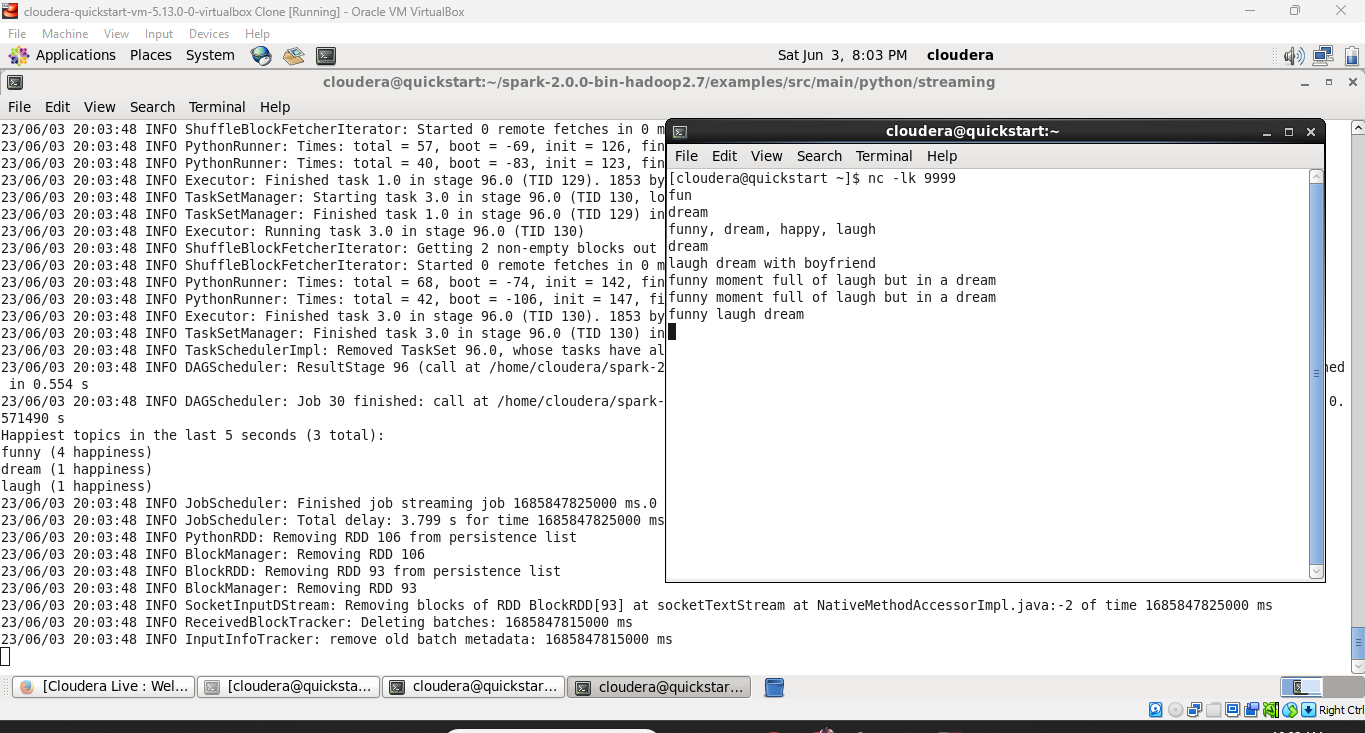 cloudera-quickstart-vm-5.13.0-0-virtualbox Clone [Running] - Oracle VM VirtualBox
File Machine View Input Devices Help
Applications Places System Sat Jun 3, 8:03 PM cloudera
cloudera@quickstart:~/spark-2.0.0-bin-hadoop2.7/examples/src/main/python/streaming
File Edit View Search Terminal Help
23/06/03 20:03:48 INFO ShuffleBlockFetcherIterator: Started 0 remote fetches in 0 m
23/06/03 20:03:48 INFO PythonRunner: Times: total = 57, boot = -69, init = 126, fin
23/06/03 20:03:48 INFO PythonRunner: Times: total = 40, boot = -83, init = 123, fin
23/06/03 20:03:48 INFO Executor: Finished task 1.0 in stage 96.0 (TID 129). 1853 by
23/06/03 20:03:48 INFO TaskSetManager: Starting task 3.0 in stage 96.0 (TID 130, lo
23/06/03 20:03:48 INFO TaskSetManager: Finished task 1.0 in stage 96.0 (TID 129) in
23/06/03 20:03:48 INFO Executor: Running task 3.0 in stage 96.0 (TID 130)
23/06/03 20:03:48 INFO ShuffleBlockFetcherIterator: Getting 2 non-empty blocks out
23/06/03 20:03:48 INFO ShuffleBlockFetcherIterator: Started 0 remote fetches in 0 m
23/06/03 20:03:48 INFO PythonRunner: Times: total = 68, boot = -74, init = 142, fin
23/06/03 20:03:48 INFO PythonRunner: Times: total = 42, boot = -106, init = 147, fi
23/06/03 20:03:48 INFO Executor: Finished task 3.0 in stage 96.0 (TID 130). 1853 by
23/06/03 20:03:48 INFO TaskSetManager: Finished task 3.0 in stage 96.0 (TID 130) in
23/06/03 20:03:48 INFO TaskSchedulerImpl: Removed TaskSet 96.0, whose tasks have al
23/06/03 20:03:48 INFO DAGScheduler: ResultStage 96 (call at /home/cloudera/spark-2 ed
in 0.554 s
23/06/03 20:03:48 INFO DAGScheduler: Job 30 finished: call at /home/cloudera/spark- 0.
571490 s
Happiest topics in the last 5 seconds (3 total):
funny (4 happiness)
dream (1 happiness)
laugh (1 happiness)
23/06/03 20:03:48 INFO JobScheduler: Finished job streaming job 1685847825000 ms.0
23/06/03 20:03:48 INFO JobScheduler: Total delay: 3.799 s for time 1685847825000 ms
23/06/03 20:03:48 INFO PythonRDD: Removing RDD 106 from persistence list
23/06/03 20:03:48 INFO BlockManager: Removing RDD 106
23/06/03 20:03:48 INFO BlockRDD: Removing RDD 93 from persistence list
23/06/03 20:03:48 INFO BlockManager: Removing RDD 93
23/06/03 20:03:48 INFO SocketInputDStream: Removing blocks of RDD BlockRDD[93] at socketTextStream at NativeMethodAccessorImpl.java:-2 of time 1685847825000 ms
23/06/03 20:03:48 INFO ReceivedBlockTracker: Deleting batches: 1685847815000 ms
23/06/03 20:03:48 INFO InputInfoTracker: remove old batch metadata: 1685847815000 ms
cloudera@quickstart:~
File Edit View Search Terminal Help
[cloudera@quickstart ~]$ nc -lk 9999
fun
dream
funny, dream, happy, laugh
dream
laugh dream with boyfriend
funny moment full of laugh but in a dream
funny moment full of laugh but in a dream
funny laugh dream
[Cloudera Live : Wel... [cloudera@quicksta... cloudera@quickstar... cloudera@quickstar...
Right Ctrl